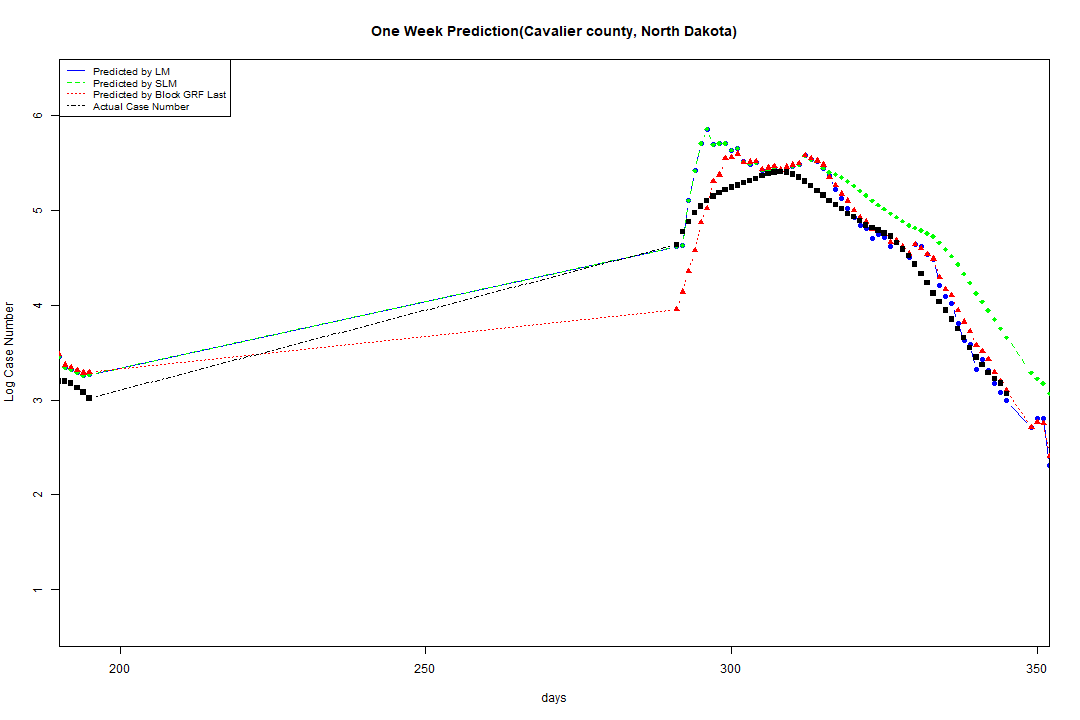 One Week Prediction(Cavalier county, North Dakota)
Predicted by LM
Predicted by SLM
Predicted by Block GRF Last
Actual Case Number
Log Case Number
6
5
4
3
2
1
200 250 300 350
days